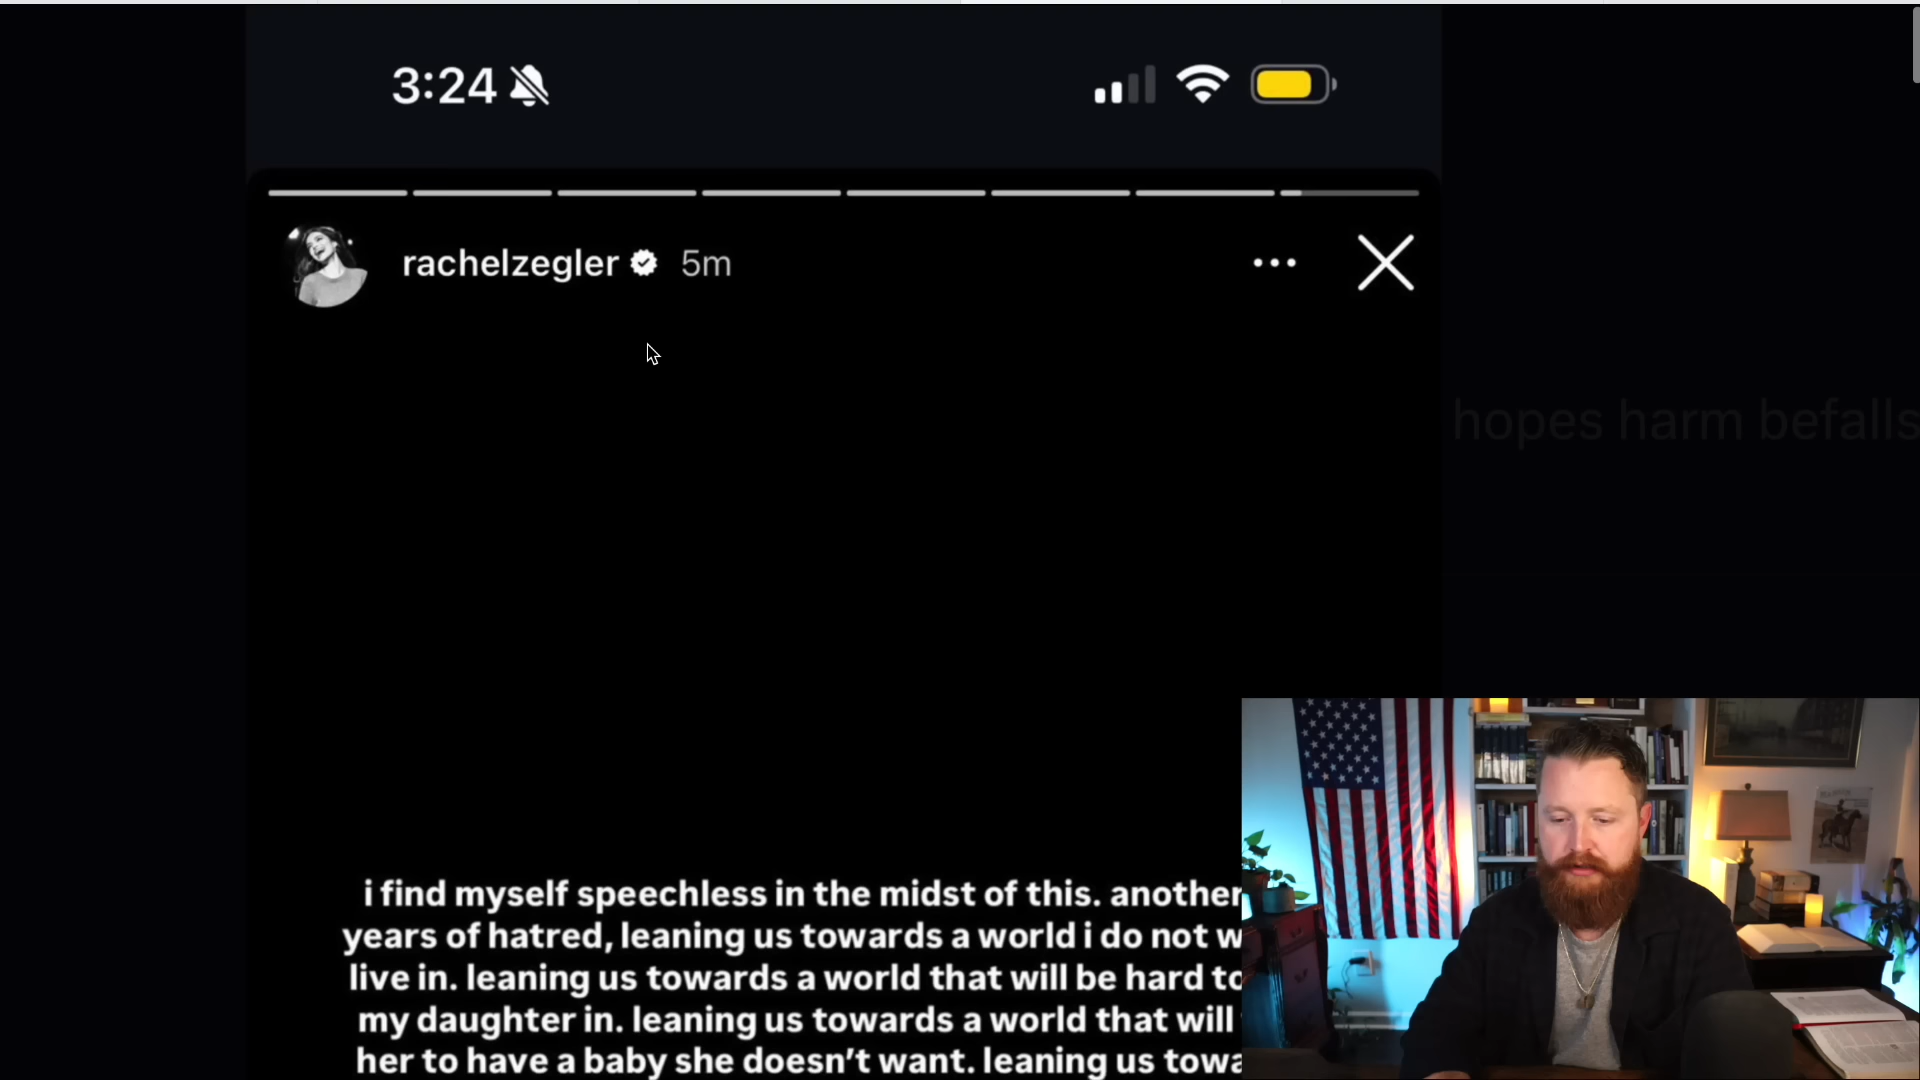 3:24
rachelzegler 5m
hopes harm befalls
i find myself speechless in the midst of this. another
years of hatred, leaning us towards a world i do not w
live in. leaning us towards a world that will be hard to
my daughter in. leaning us towards a world that will
her to have a baby she doesn't want. leaning us towa